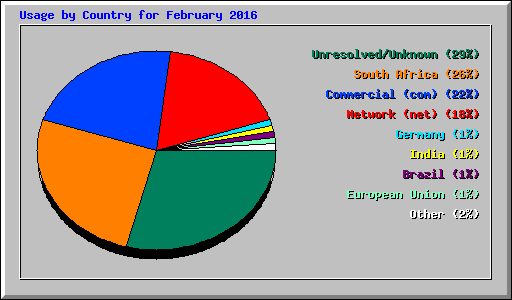 Usage by Country for February 2016
Unresolved/Unknown (29%)
South Africa (26%)
Commercial (com) (22%)
Network (net) (18%)
Germany (1%)
India (1%)
Brazil (1%)
European Union (1%)
Other (2%)